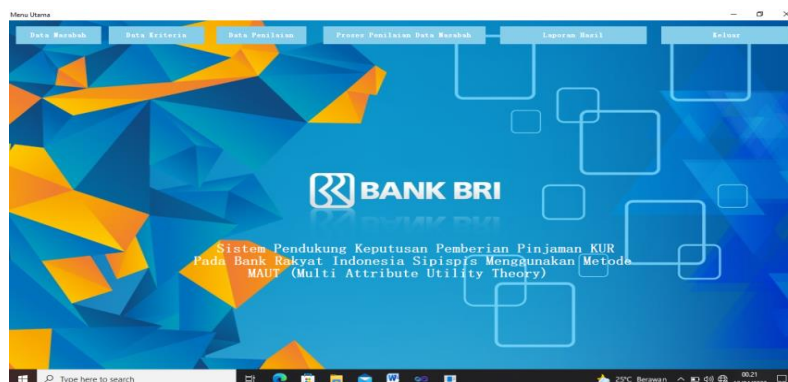 Menu Utama
Data Nasabah Data Kriteria Data Penilaian Proses Penilaian Data Nasabah Laporan Hasil Keluar
BANK BRI
Sistem Pendukung Keputusan Pemberian Pinjaman KUR
Pada Bank Rakyat Indonesia Sipispis Menggunakan Metode
MAUT (Multi Attribute Utility Theory)
Type here to search
25°C Berawan
00.21